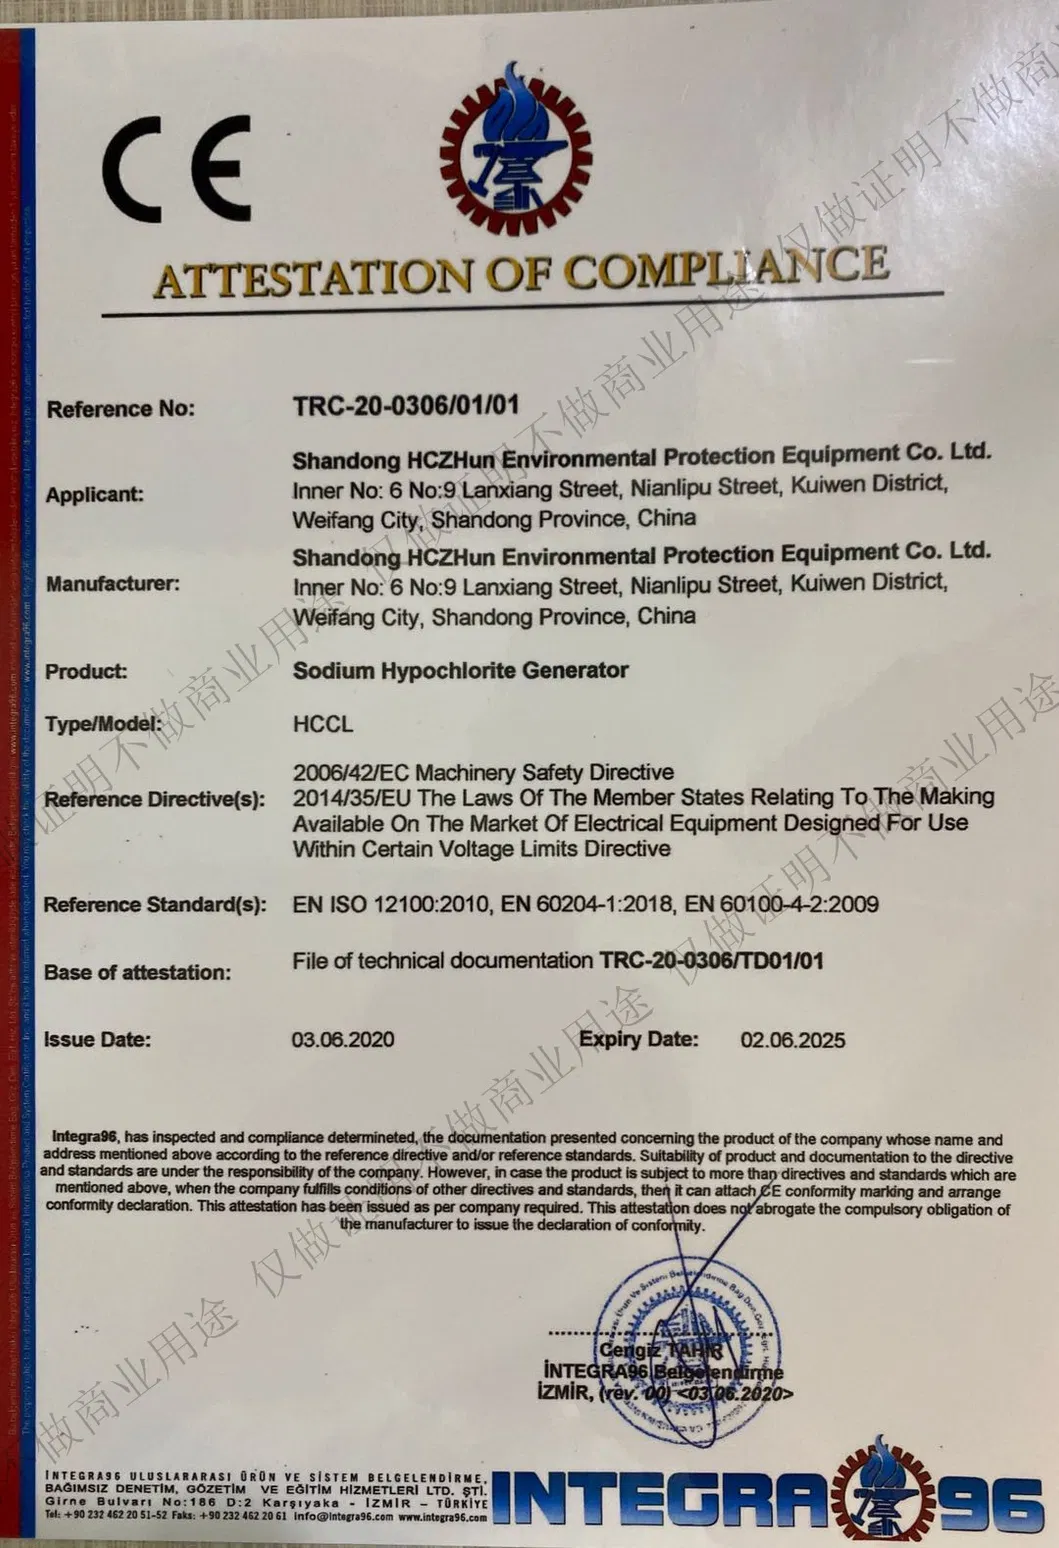 CE
ATTESTATION OF COMPLIANCE
Reference No: TRC-20-0306/01/01
Shandong HCZHun Environmental Protection Equipment Co. Ltd.
Applicant: Inner No: 6 No:9 Lanxiang Street, Nianlipu Street, Kuiwen District,
Weifang City, Shandong Province, China
Shandong HCZHun Environmental Protection Equipment Co. Ltd.
Manufacturer: Inner No: 6 No:9 Lanxiang Street, Nianlipu Street, Kuiwen District,
Weifang City, Shandong Province, China
Product: Sodium Hypochlorite Generator
Type/Model: HCCL
2006/42/EC Machinery Safety Directive
Reference Directive(s): 2014/35/EU The Laws Of The Member States Relating To The Making
Available On The Market Of Electrical Equipment Designed For Use
Within Certain Voltage Limits Directive
Reference Standard(s): EN ISO 12100:2010, EN 60204-1:2018, EN 60100-4-2:2009
Base of attestation: File of technical documentation TRC-20-0306/TD01/01
Issue Date: 03.06.2020 Expiry Date: 02.06.2025
Integra96, has inspected and compliance determineted, the documentation presented concerning the product of the company whose name and
address mentioned above according to the reference directive and/or reference standards. Suitability of product and documentation to the directive
and standards are under the responsibility of the company. However, in case the product is subject to more than directives and standards which are
mentioned above, when the company fulfills conditions of other directives and standards, then it can attach CE conformity marking and arrange
conformity declaration. This attestation has been issued as per company required. This attestation does not abrogate the compulsory obligation of
the manufacturer to issue the declaration of conformity.
Cengiz TAHİR
İNTEGRA96 Belgelendirme
İZMİR, (rev. 00) <03.06.2020>
İNTEGRA96 ULUSLARARASI ÜRÜN VE SİSTEM BELGELENDİRME,
BAĞIMSIZ DENETİM, GÖZETİM VE EĞİTİM HİZMETLERİ LTD. ŞTİ.
Girne Bulvarı No:186 D:2 Karşıyaka - İZMİR – TÜRKİYE
Tel: +90 232 462 20 51-52 Faks: +90 232 462 20 61 info@integra96.com www.integra96.com
INTEGRA 96
仅做证明不做商业用途 仅做证明不做商业用途
仅做证明不做商业用途 仅做证明不做商业用途